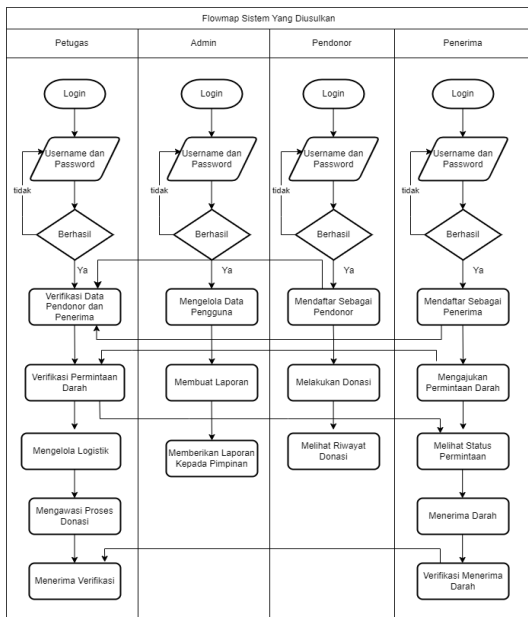 Flowmap Sistem Yang Diusulkan
Petugas
Admin
Pendonor
Penerima
Login
Login
Login
Login
Username dan
Password
Username dan
Password
Username dan
Password
Username dan
Password
tidak
tidak
tidak
tidak
Berhasil
Berhasil
Berhasil
Berhasil
Ya
Ya
Ya
Ya
Verifikasi Data
Pendonor dan
Penerima
Mengelola Data
Pengguna
Mendaftar Sebagai
Pendonor
Mendaftar Sebagai
Penerima
Verifikasi Permintaan
Darah
Membuat Laporan
Melakukan Donasi
Mengajukan
Permintaan Darah
Mengelola Logistik
Memberikan Laporan
Kepada Pimpinan
Melihat Riwayat
Donasi
Melihat Status
Permintaan
Mengawasi Proses
Donasi
Menerima Darah
Menerima Verifikasi
Verifikasi Menerima
Darah